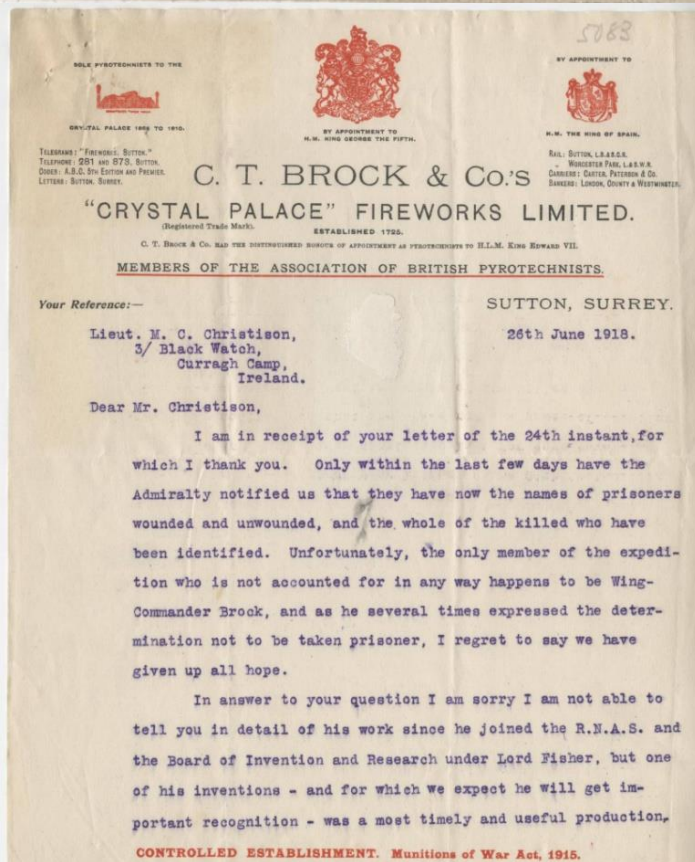 5083
SOLE PYROTECHNISTS TO THE
CRYSTAL PALACE 1865 TO 1910.
BY APPOINTMENT TO
H.M. KING GEORGE THE FIFTH.
BY APPOINTMENT TO
H.M. THE KING OF SPAIN.
TELEGRAMS: "FIREWORKS. SUTTON."
TELEPHONE: 281 AND 873, SUTTON.
CODES: A.B.C. 5TH EDITION AND PREMIER.
LETTERS: SUTTON. SURREY.
RAIL: SUTTON, L.B.&S.C.R.
" WORCESTER PARK, L.&S.W.R.
CARRIERS: CARTER, PATERSON & CO.
BANKERS: LONDON, COUNTY & WESTMINSTER.
C. T. BROCK & Co.'s
"CRYSTAL PALACE" FIREWORKS LIMITED.
(Registered Trade Mark).
ESTABLISHED 1725.
C. T. BROCK & CO. HAD THE DISTINGUISHED HONOUR OF APPOINTMENT AS PYROTECHNISTS TO H.I.M. KING EDWARD VII.
MEMBERS OF THE ASSOCIATION OF BRITISH PYROTECHNISTS.
Your Reference:—
SUTTON, SURREY.
Lieut. M. C. Christison,
26th June 1918.
3/ Black Watch,
Curragh Camp,
Ireland.
Dear Mr. Christison,
I am in receipt of your letter of the 24th instant,for
which I thank you. Only within the last few days have the
Admiralty notified us that they have now the names of prisoners
wounded and unwounded, and the whole of the killed who have
been identified. Unfortunately, the only member of the expedi-
tion who is not accounted for in any way happens to be Wing-
Commander Brock, and as he several times expressed the deter-
mination not to be taken prisoner, I regret to say we have
given up all hope.
In answer to your question I am sorry I am not able to
tell you in detail of his work since he joined the R.N.A.S. and
the Board of Invention and Research under Lord Fisher, but one
of his inventions - and for which we expect he will get im-
portant recognition - was a most timely and useful production,
CONTROLLED ESTABLISHMENT. Munitions of War Act, 1915.